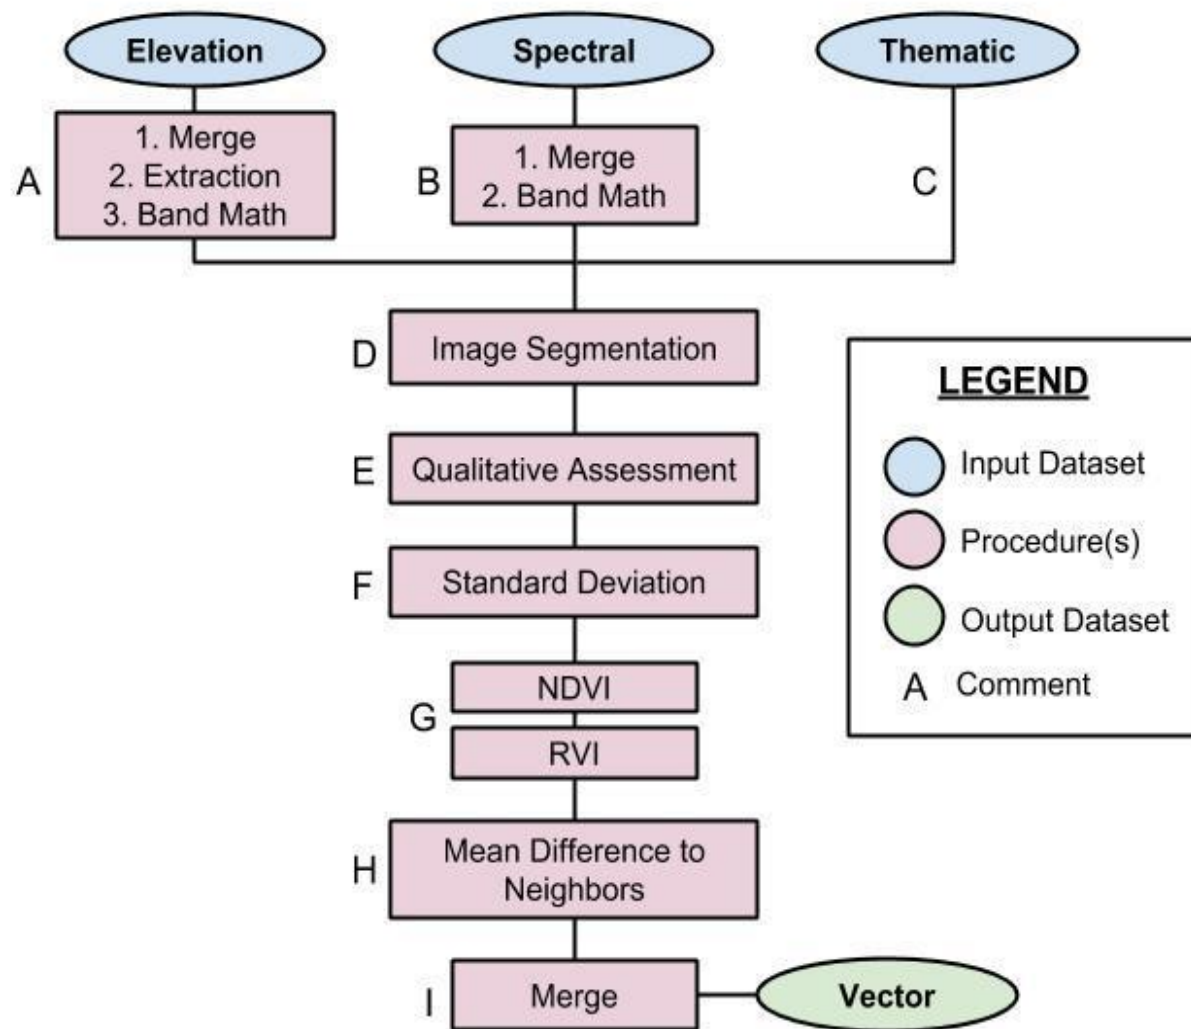 Elevation
Spectral
Thematic
A
1. Merge
2. Extraction
3. Band Math
B
1. Merge
2. Band Math
C
D
Image Segmentation
E
Qualitative Assessment
F
Standard Deviation
G
NDVI
RVI
H
Mean Difference to
Neighbors
I
Merge
Vector
LEGEND
Input Dataset
Procedure(s)
Output Dataset
A Comment